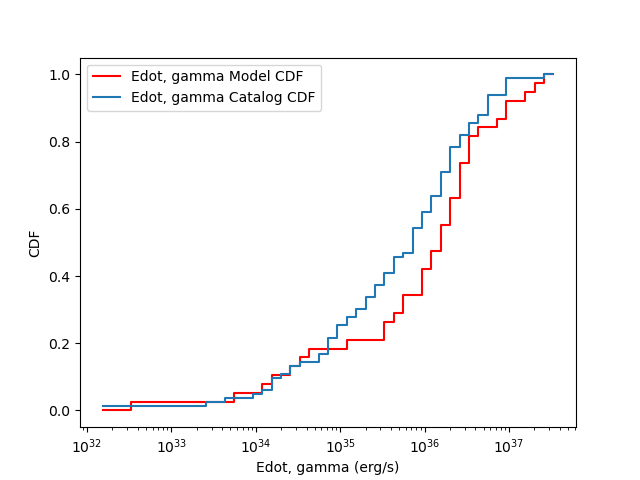 Edot, gamma Model CDF
Edot, gamma Catalog CDF
1.0
0.8
0.6
0.4
0.2
0.0
CDF
10^32 10^33 10^34 10^35 10^36 10^37
Edot, gamma (erg/s)